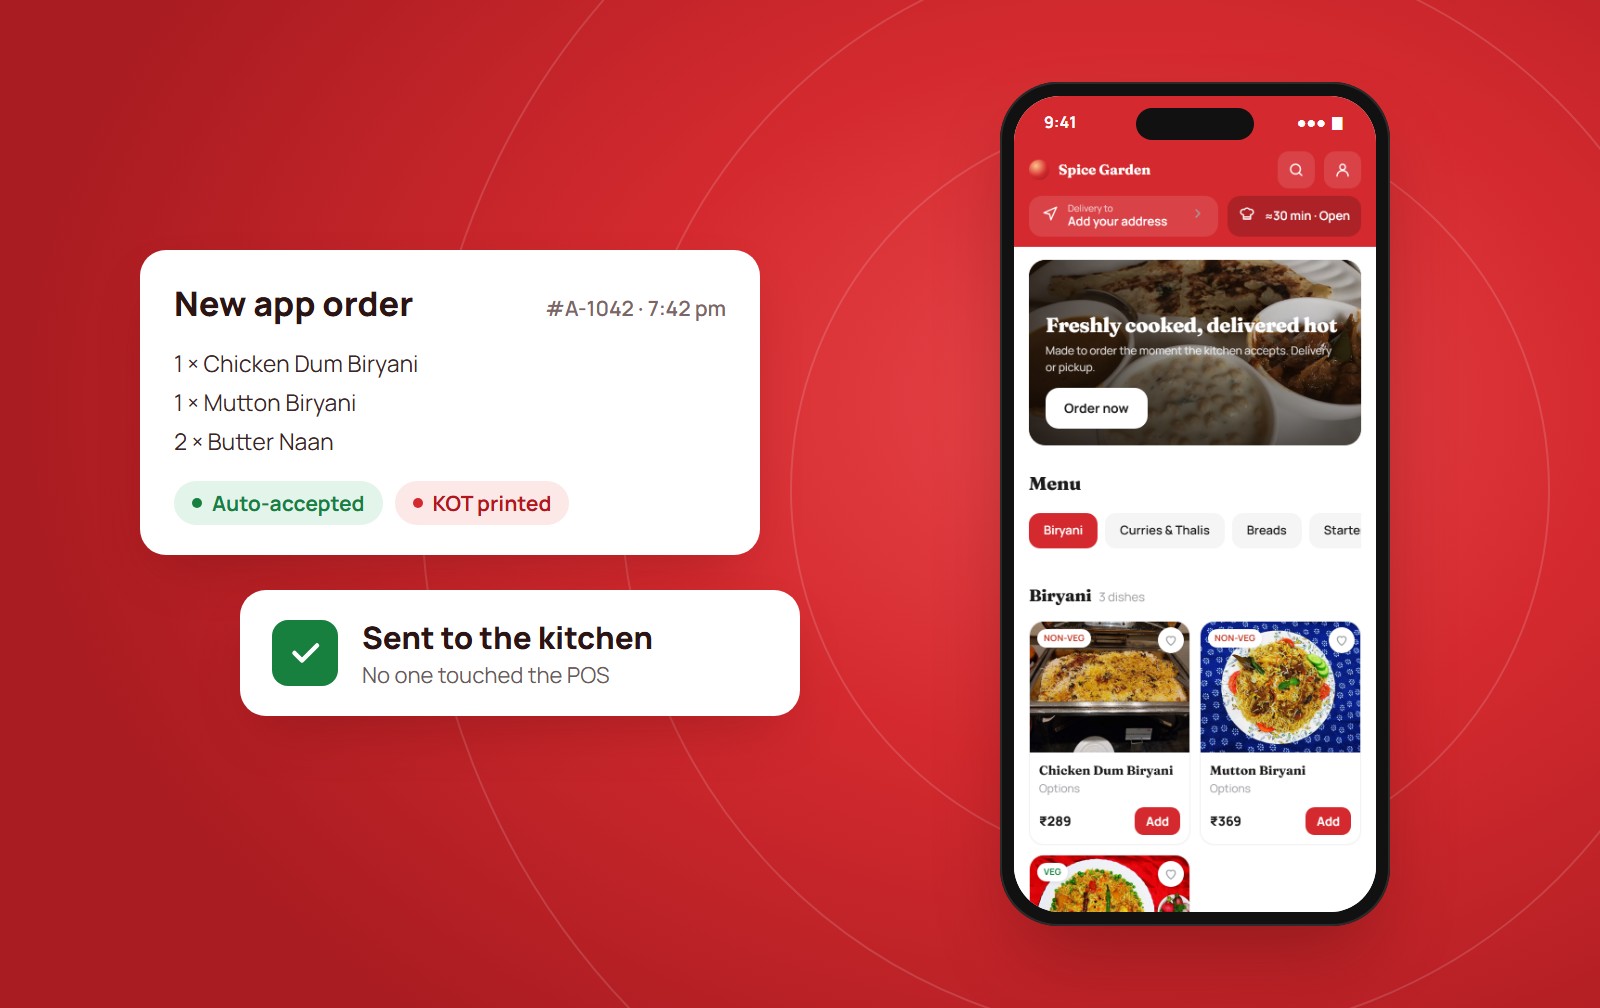 New app order
#A-1042 · 7:42 pm
1 × Chicken Dum Biryani
1 × Mutton Biryani
2 × Butter Naan
Auto-accepted
KOT printed
Sent to the kitchen
No one touched the POS
9:41
Spice Garden
Delivery to
Add your address
≈30 min · Open
Freshly cooked, delivered hot
Made to order the moment the kitchen accepts. Delivery
or pickup.
Order now
Menu
Biryani
Curries & Thalis
Breads
Starte
Biryani 3 dishes
NON-VEG
NON-VEG
Chicken Dum Biryani
Options
₹289
Add
Mutton Biryani
Options
₹369
Add
VEG